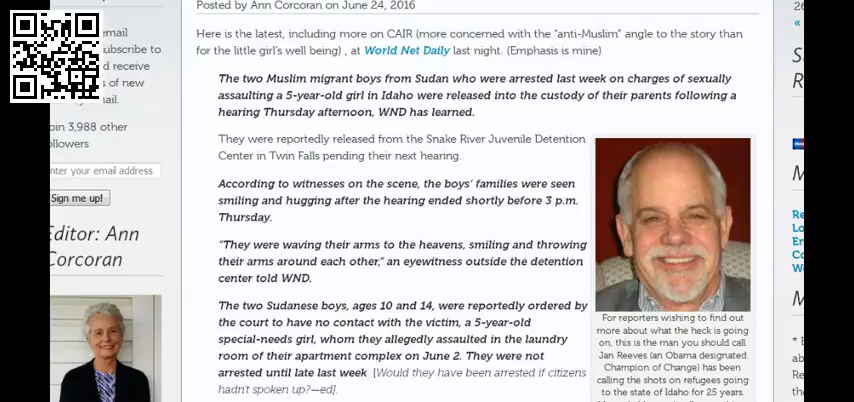 Posted by Ann Corcoran on June 24, 2016
Here is the latest, including more on CAIR (more concerned with the "anti-Muslim" angle to the story than
for the little girl's well being) , at World Net Daily last night. (Emphasis is mine)
The two Muslim migrant boys from Sudan who were arrested last week on charges of sexually
assaulting a 5-year-old girl in Idaho were released into the custody of their parents following a
hearing Thursday afternoon, WND has learned.
They were reportedly released from the Snake River Juvenile Detention
Center in Twin Falls pending their next hearing.
According to witnesses on the scene, the boys' families were seen
smiling and hugging after the hearing ended shortly before 3 p.m.
Thursday.
"They were waving their arms to the heavens, smiling and throwing
their arms around each other," an eyewitness outside the detention
center told WND.
The two Sudanese boys, ages 10 and 14, were reportedly ordered by
the court to have no contact with the victim, a 5-year-old
special-needs girl, whom they allegedly assaulted in the laundry
room of their apartment complex on June 2. They were not
arrested until late last week [Would they have been arrested if citizens
hadn't spoken up?—ed].
For reporters wishing to find out
more about what the heck is going
on, this is the man you should call.
Jan Reeves (an Obama designated
Champion of Change) has been
calling the shots on refugees going
to the state of Idaho for 25 years.
email
ubscribe to
d receive
s of new
ail.
oin 3,988 other
ollowers
nter your email address
Sign me up!
Editor: Ann
Corcoran
26
«
S
R
M
Re
Lo
En
Co
We
M
* E
ab
Re
the